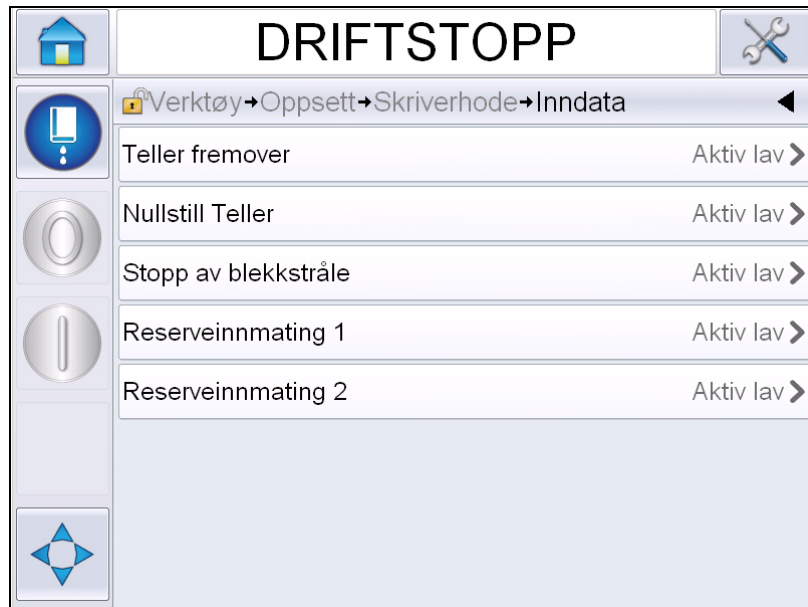 DRIFTSTOPP
Verktøy→Oppsett→Skriverhode→Inndata
Teller fremover Aktiv lav
Nullstill Teller Aktiv lav
Stopp av blekkstråle Aktiv lav
Reserveinnmating 1 Aktiv lav
Reserveinnmating 2 Aktiv lav